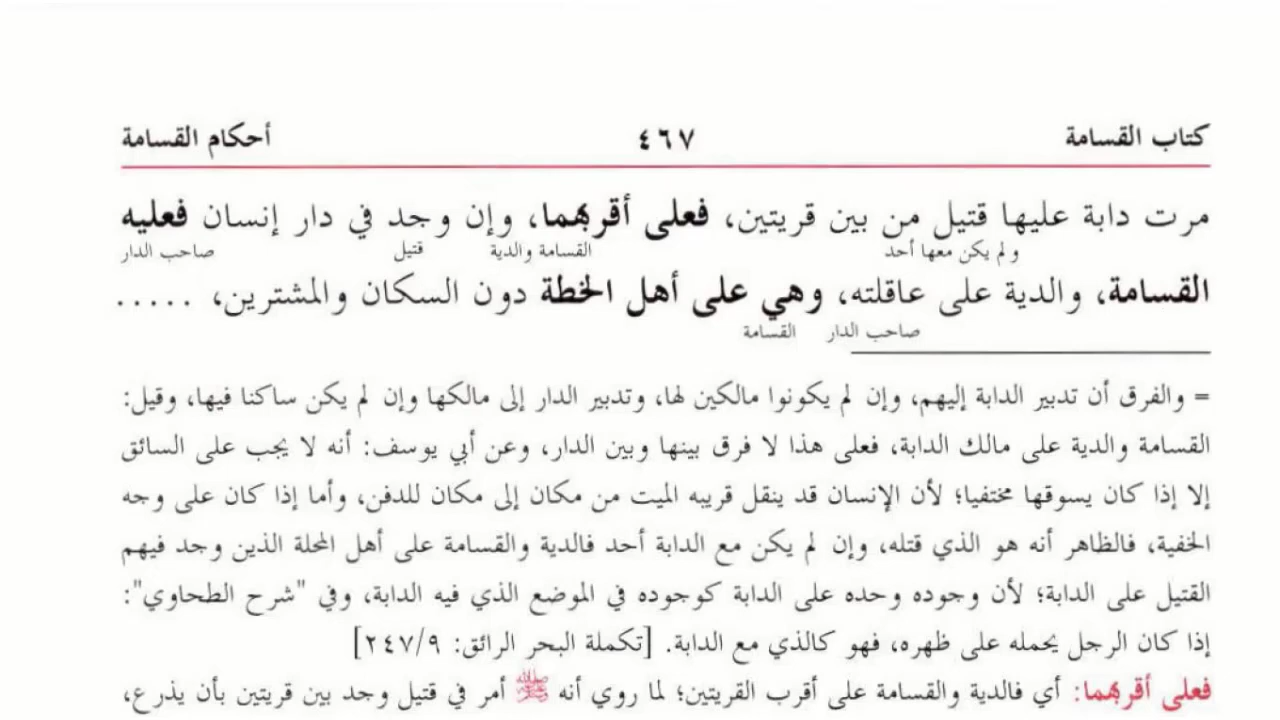 كتاب القسامة ٤٦٧ أحكام القسامة
مرت دابة عليها قتيل من بين قريتين، فعلى أقربهما، وإن وجد في دار إنسان فعليه
ولم يكن معها أحد القسامة والدية قتيل صاحب الدار
القسامة، والدية على عاقلته، وهي على أهل الخطة دون السكان والمشترين، .....
صاحب الدار القسامة
= والفرق أن تدبير الدابة إليهم، وإن لم يكونوا مالكين لها، وتدبير الدار إلى مالكها وإن لم يكن ساكنا فيها، وقيل:
القسامة والدية على مالك الدابة، فعلى هذا لا فرق بينها وبين الدار، وعن أبي يوسف: أنه لا يجب على السائق
إلا إذا كان يسوقها مختفيا؛ لأن الإنسان قد ينقل قريبه الميت من مكان إلى مكان للدفن، وأما إذا كان على وجه
الخفية، فالظاهر أنه هو الذي قتله، وإن لم يكن مع الدابة أحد فالدية والقسامة على أهل المحلة الذين وجد فيهم
القتيل على الدابة؛ لأن وجوده وحده على الدابة كوجوده في الموضع الذي فيه الدابة، وفي "شرح الطحاوي":
إذا كان الرجل يحمله على ظهره، فهو كالذي مع الدابة. [تكملة البحر الرائق: ٢٤٧/٩]
فعلى أقربهما: أي فالدية والقسامة على أقرب القريتين؛ لما روي أنه ﷺ أمر في قتيل وجد بين قريتين بأن يذرع،